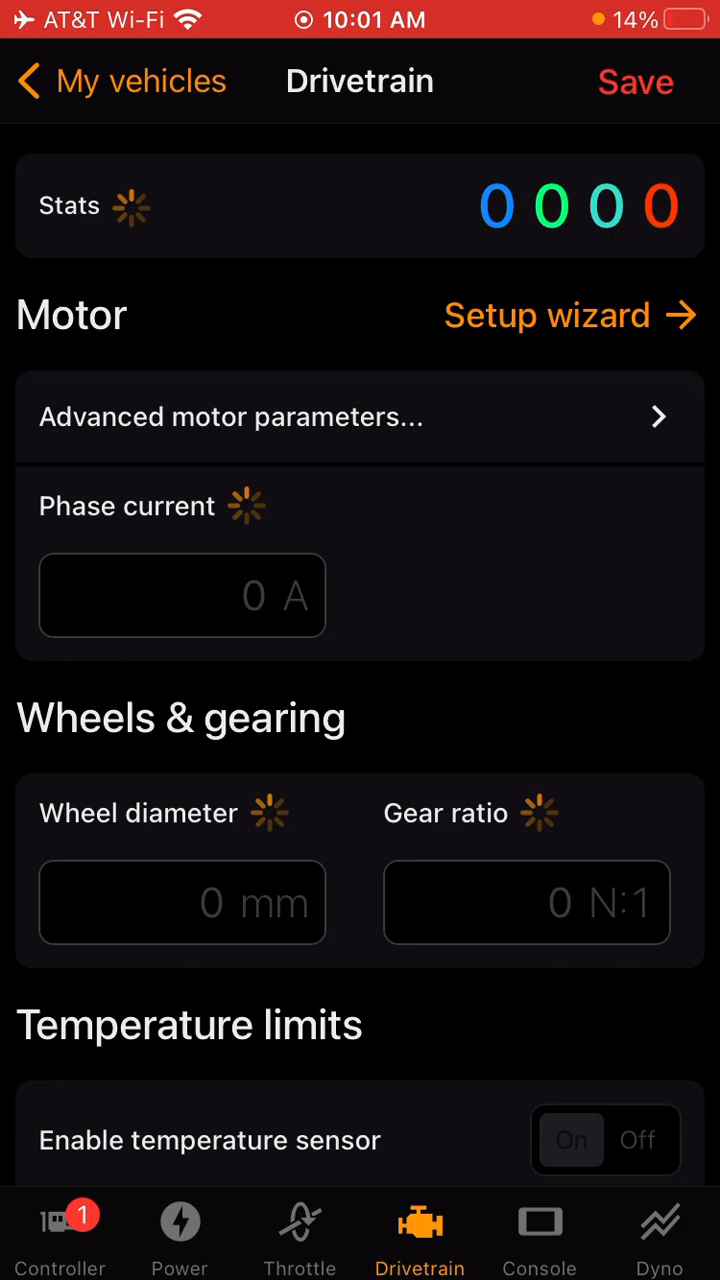 AT&T Wi-Fi 10:01 AM 14%
My vehicles Drivetrain Save
Stats 0 0 0 0
Motor Setup wizard
Advanced motor parameters...
Phase current
0 A
Wheels & gearing
Wheel diameter Gear ratio
0 mm 0 N:1
Temperature limits
Enable temperature sensor On Off
1
Controller Power Throttle Drivetrain Console Dyno